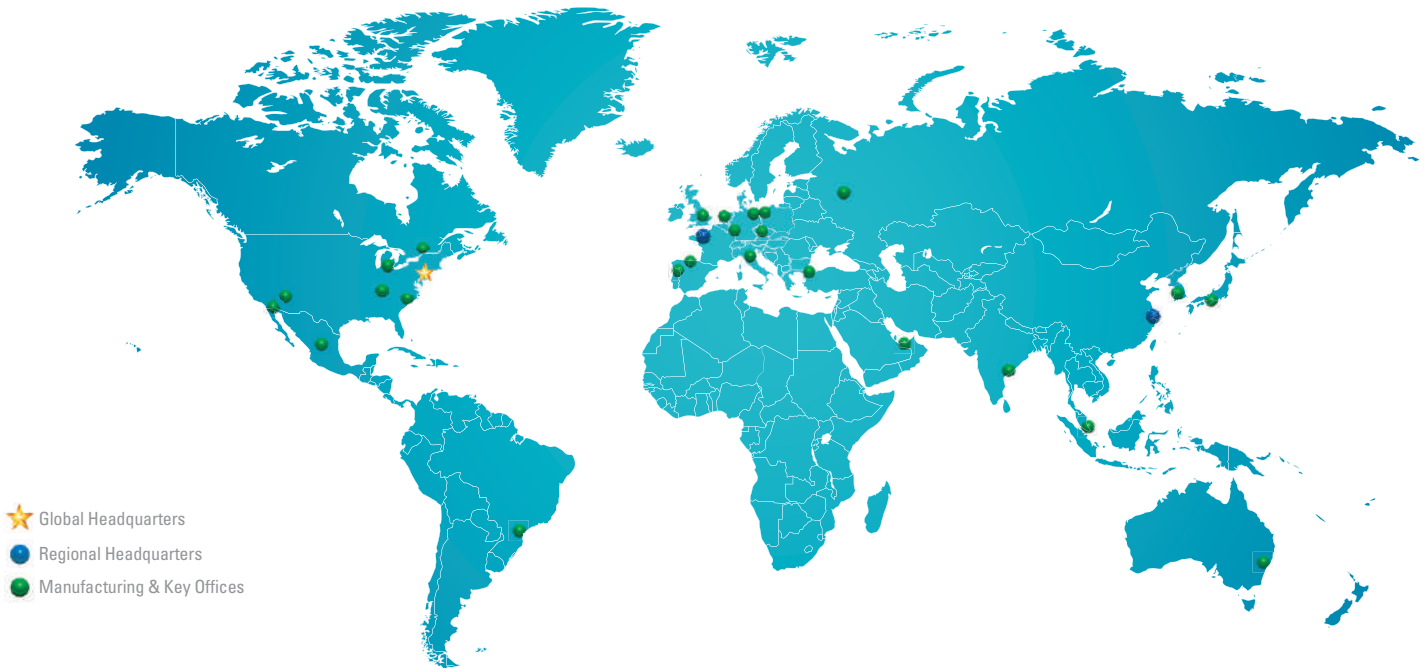 Global Headquarters
Regional Headquarters
Manufacturing & Key Offices